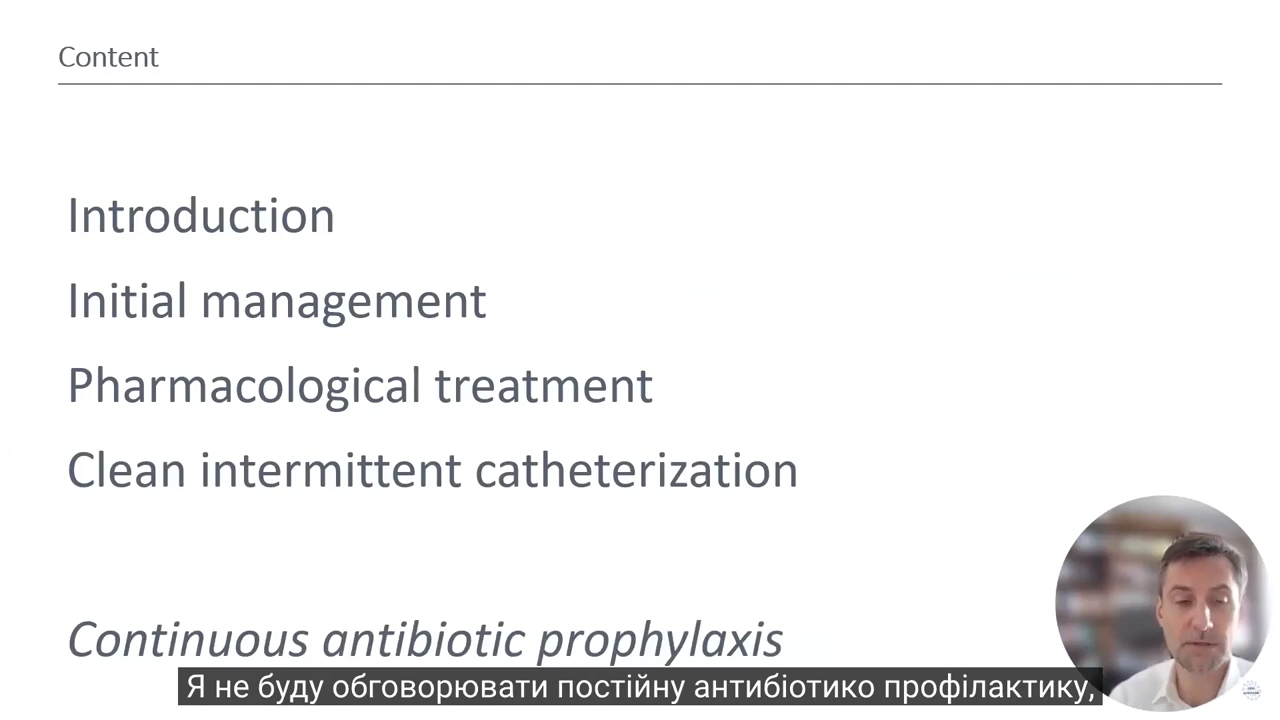 Content
Introduction
Initial management
Pharmacological treatment
Clean intermittent catheterization
Continuous antibiotic prophylaxis
Я не буду обговорювати постійну антибіотико профілактику,